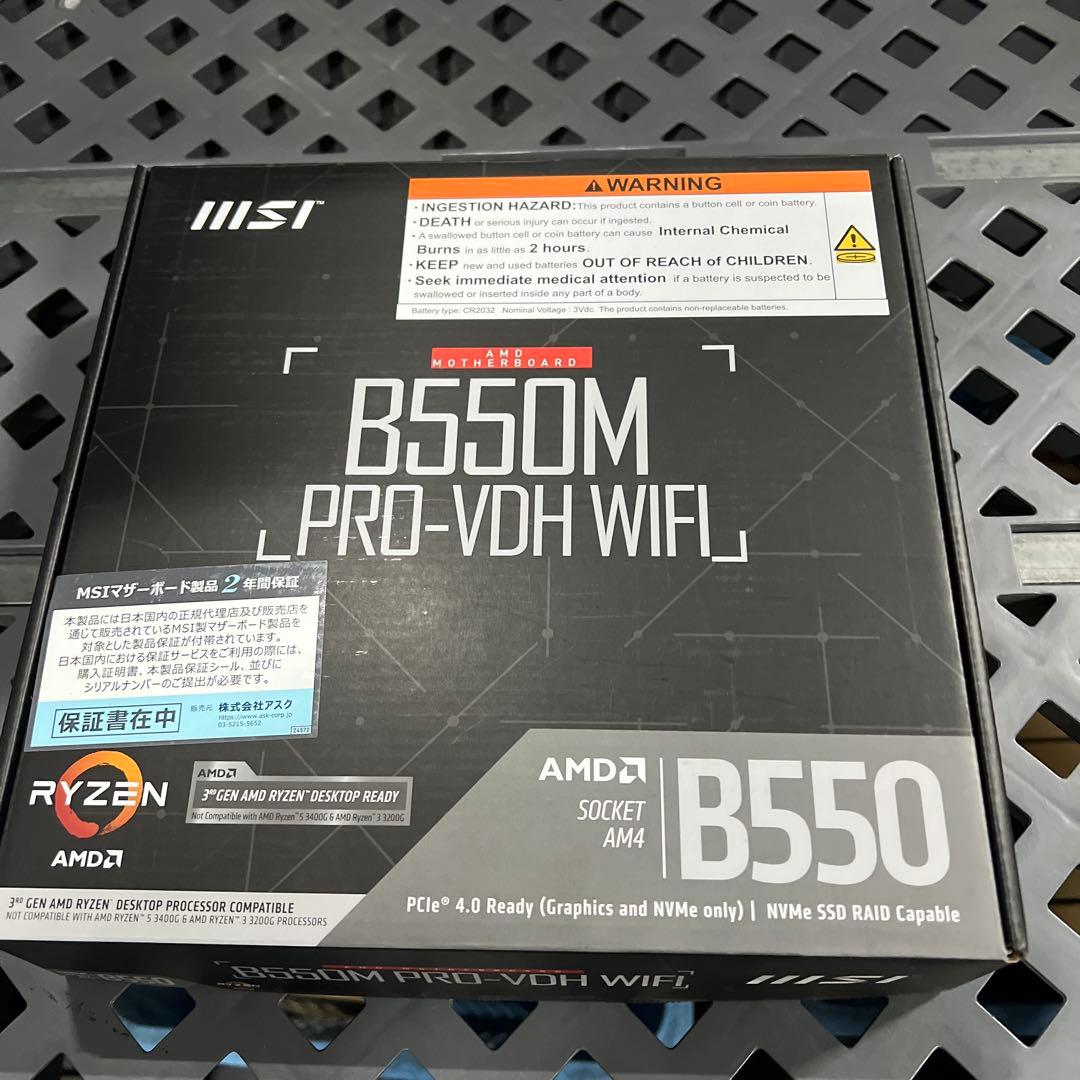 msi™
⚠WARNING
・INGESTION HAZARD:This product contains a button cell or coin battery.
・DEATH or serious injury can occur if ingested.
・A swallowed button cell or coin battery can cause Internal Chemical
Burns in as little as 2 hours.
・KEEP new and used batteries OUT OF REACH of CHILDREN.
・Seek immediate medical attention if a battery is suspected to be
swallowed or inserted inside any part of a body.
Battery type: CR2032 Nominal Voltage : 3Vdc The product contains non-replaceable batteries.
AMD
MOTHERBOARD
B550M
PRO-VDH WIFI
MSIマザーボード製品2年間保証
本製品には日本国内の正規代理店及び販売店を
通じて販売されているMSI製マザーボード製品を
対象とした製品保証が付帯されています。
日本国内における保証サービスをご利用の際には、
購入証明書、本製品保証シール、並びに
シリアルナンバーのご提出が必要です。
保証書在中
販売元 株式会社アスク
https://www.ask-corp.jp
03-5215-5652
24572
RYZEN
AMD
AMD
3RD GEN AMD RYZEN™ DESKTOP READY
Not Compatible with AMD Ryzen™ 5 3400G & AMD Ryzen™ 3 3200G
AMD
SOCKET
AM4
B550
3RD GEN AMD RYZEN™ DESKTOP PROCESSOR COMPATIBLE
NOT COMPATIBLE WITH AMD RYZEN™ 5 3400G & AMD RYZEN™ 3 3200G PROCESSORS
PCIe® 4.0 Ready (Graphics and NVMe only) | NVMe SSD RAID Capable
B550M PRO-VDH WIFI
msi